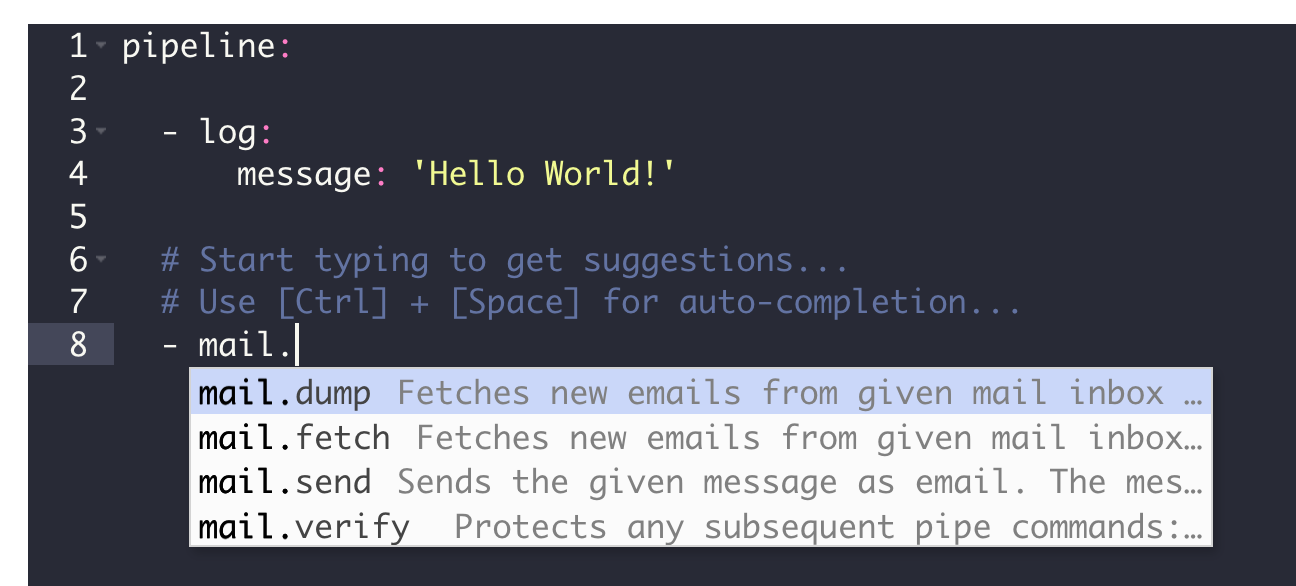 1 pipeline:
2
3 - log:
4 message: 'Hello World!'
5
6 # Start typing to get suggestions...
7 # Use [Ctrl] + [Space] for auto-completion...
8 - mail.
mail.dump Fetches new emails from given mail inbox …
mail.fetch Fetches new emails from given mail inbox…
mail.send Sends the given message as email. The mes…
mail.verify Protects any subsequent pipe commands:…